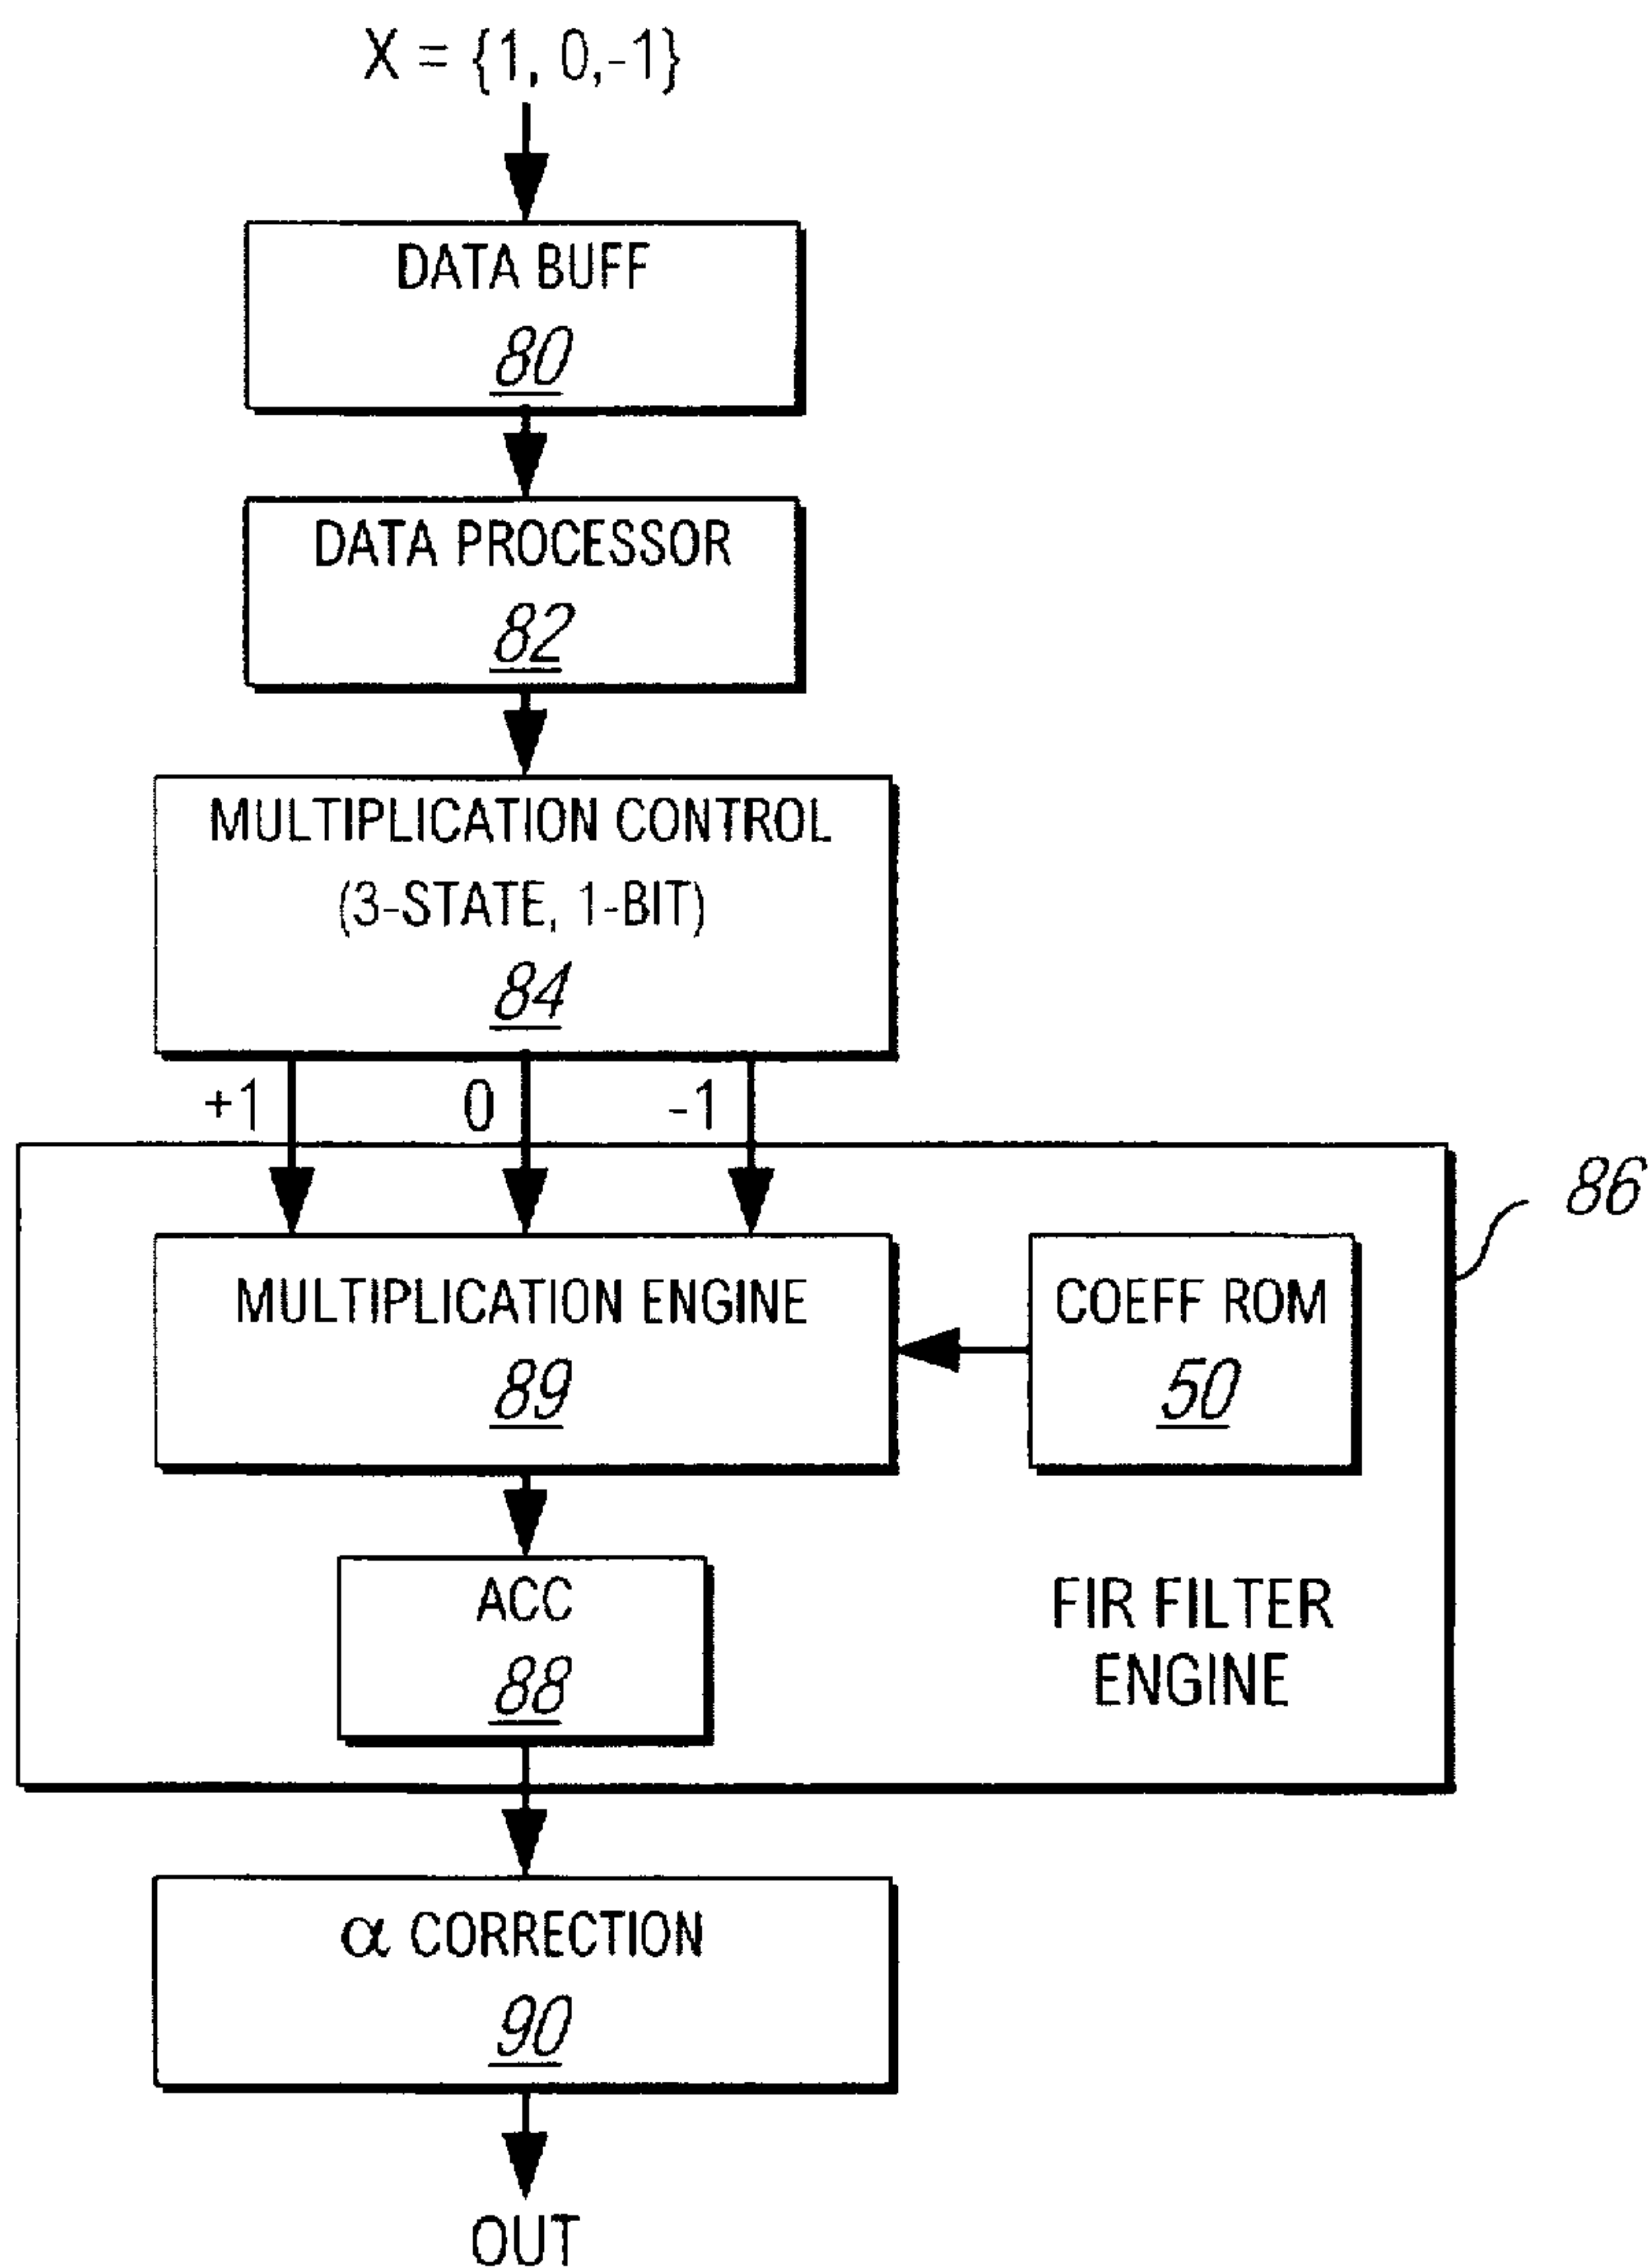 X = {1, 0,-1}
DATA BUFF
80
DATA PROCESSOR
82
MULTIPLICATION CONTROL
(3-STATE, 1-BIT)
84
+1 0 -1
86
MULTIPLICATION ENGINE
89
COEFF ROM
50
ACC
88
FIR FILTER
ENGINE
α CORRECTION
90
OUT